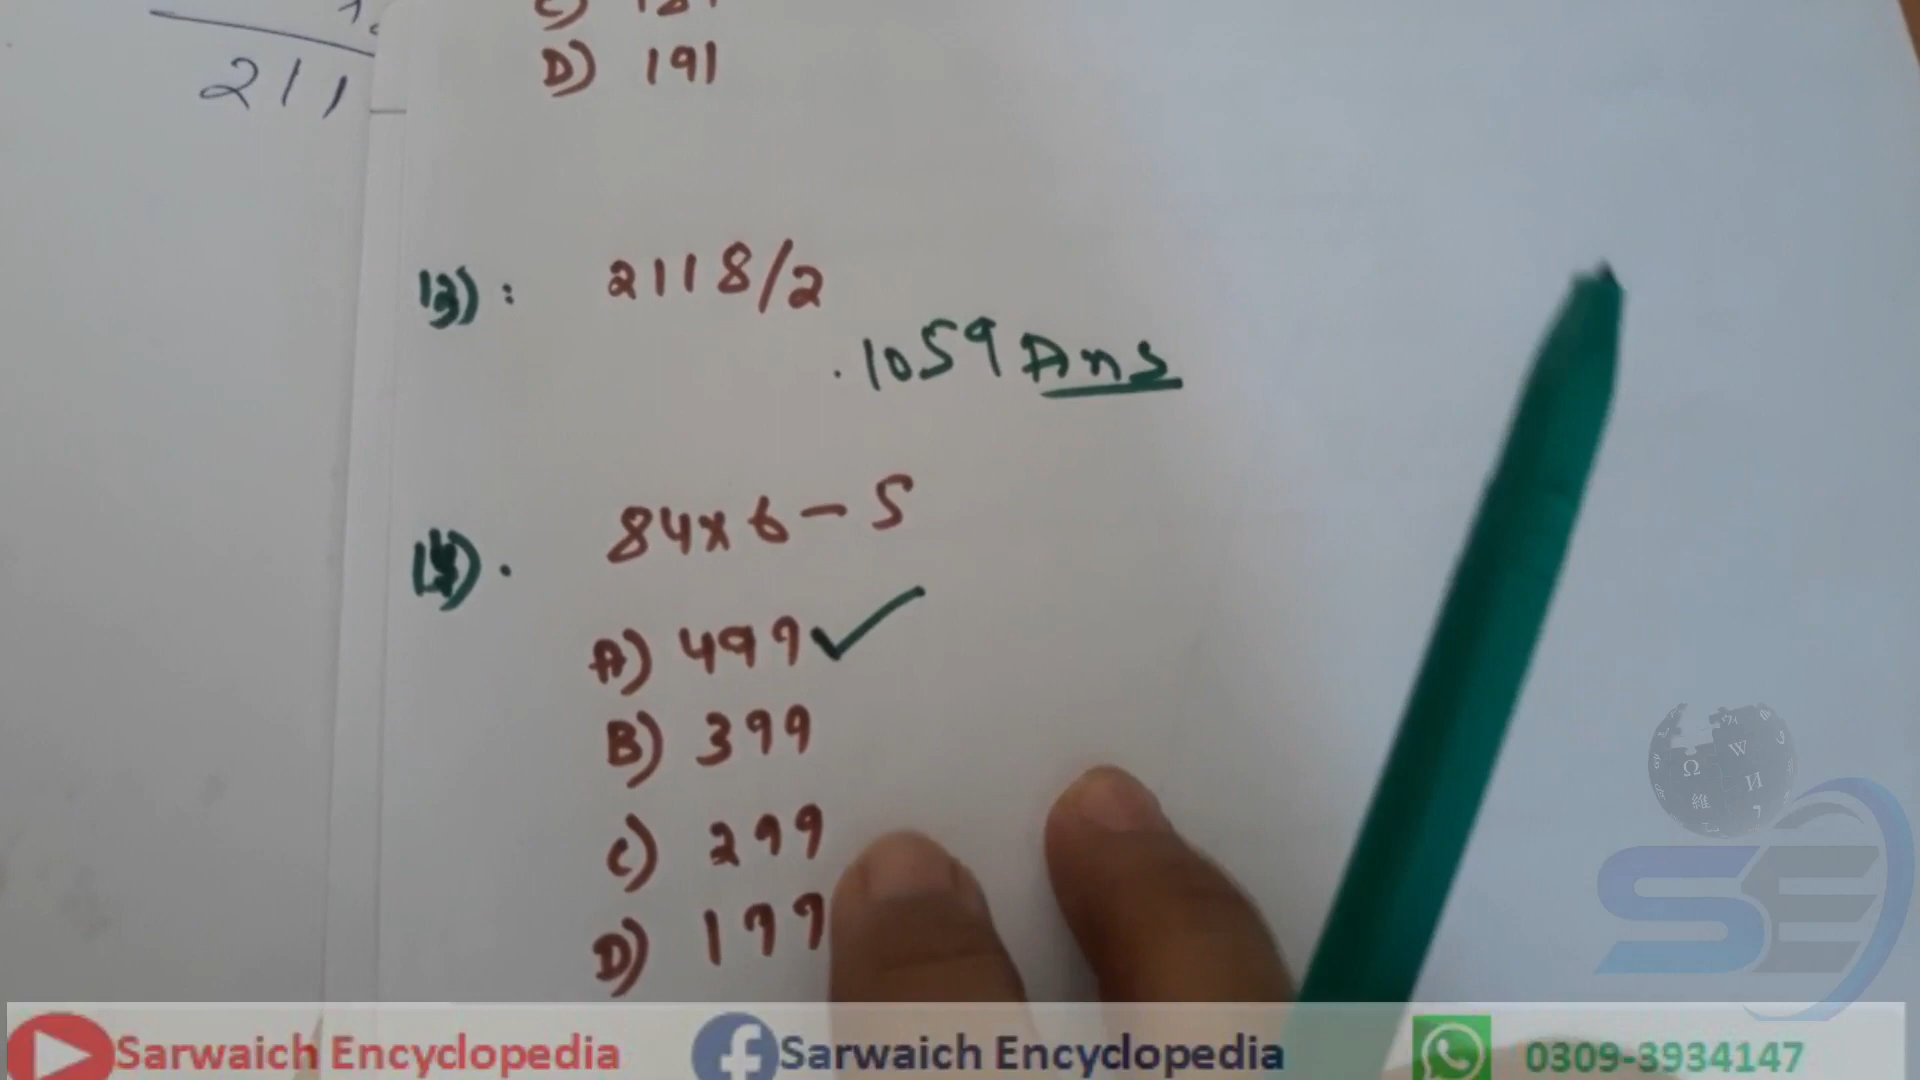 211
D) 191
13): 2118/2
.1059 Ans
14). 84x6-5
A) 499
B) 399
C) 299
D) 199
SE
Sarwaich Encyclopedia
Sarwaich Encyclopedia
0309-3934147